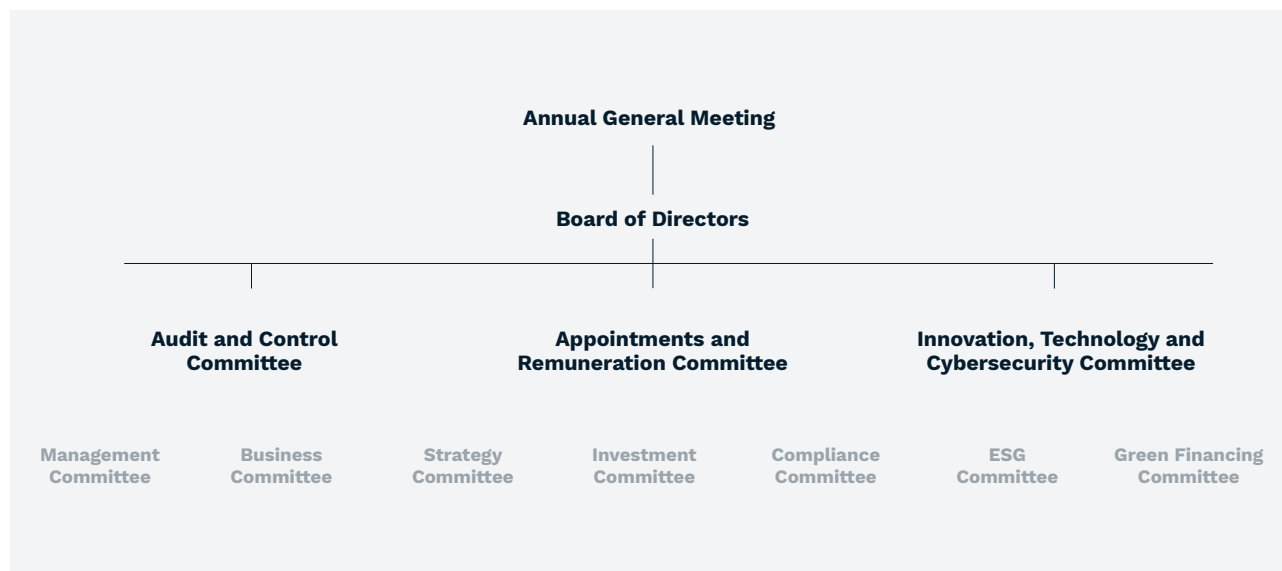 Annual General Meeting
Board of Directors
Audit and Control
Committee
Appointments and
Remuneration Committee
Innovation, Technology and
Cybersecurity Committee
Management
Committee
Business
Committee
Strategy
Committee
Investment
Committee
Compliance
Committee
ESG
Committee
Green Financing
Committee